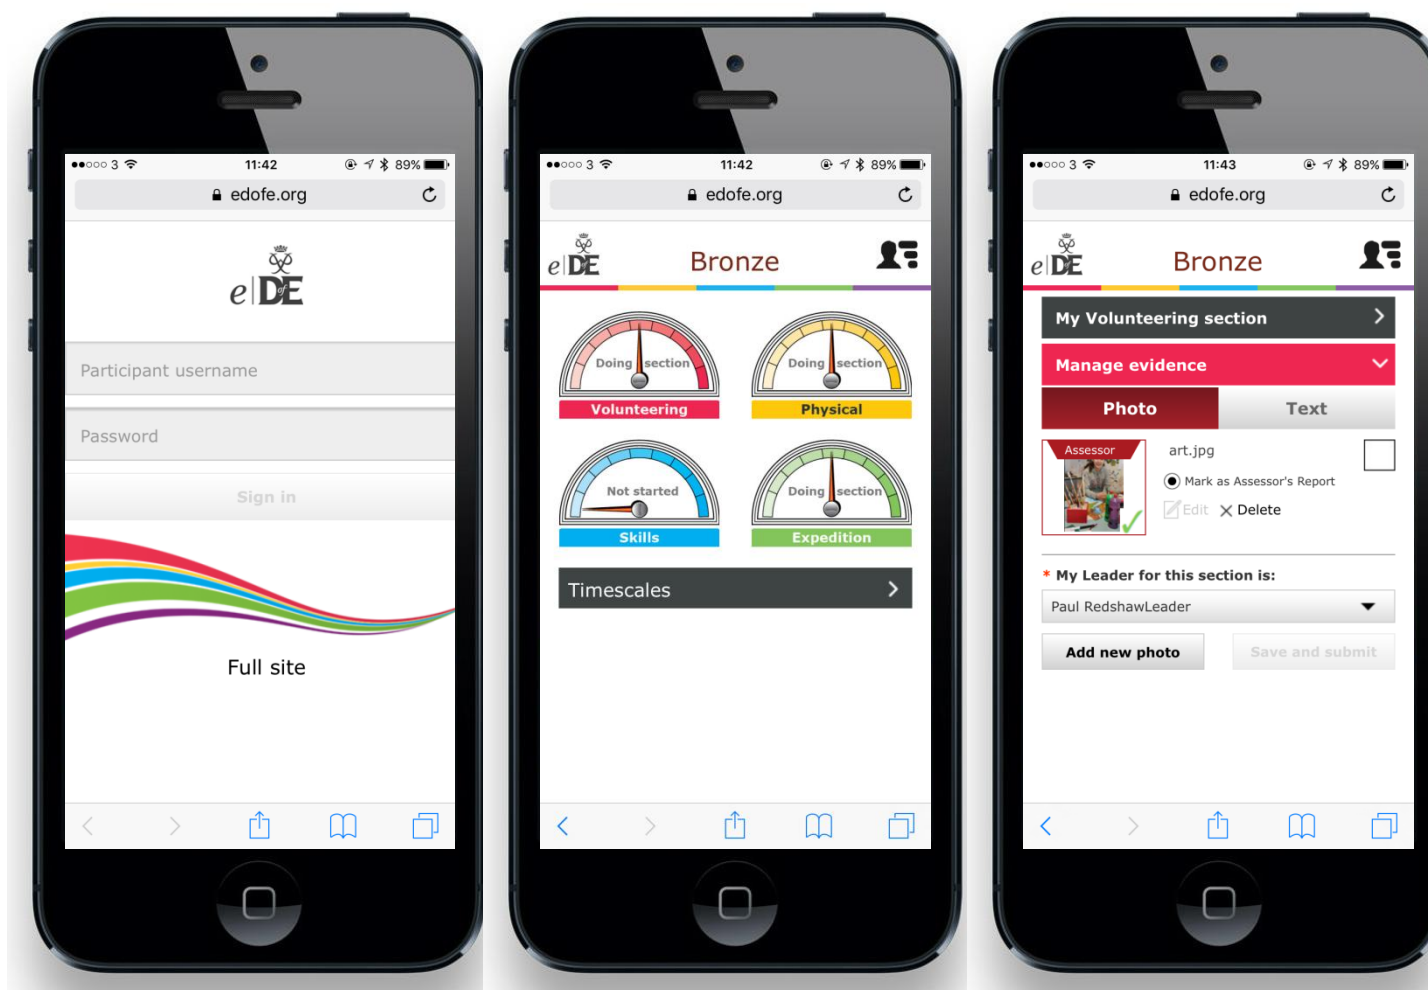 3
11:42
89%
edofe.org
e|DofE
Participant username
Password
Sign in
Full site
3
11:42
89%
edofe.org
e|DofE
Bronze
Doing section
Volunteering
Doing section
Physical
Not started
Skills
Doing section
Expedition
Timescales
3
11:43
89%
edofe.org
e|DofE
Bronze
My Volunteering section
Manage evidence
Photo
Text
Assessor
art.jpg
Mark as Assessor's Report
Edit
Delete
* My Leader for this section is:
Paul RedshawLeader
Add new photo
Save and submit